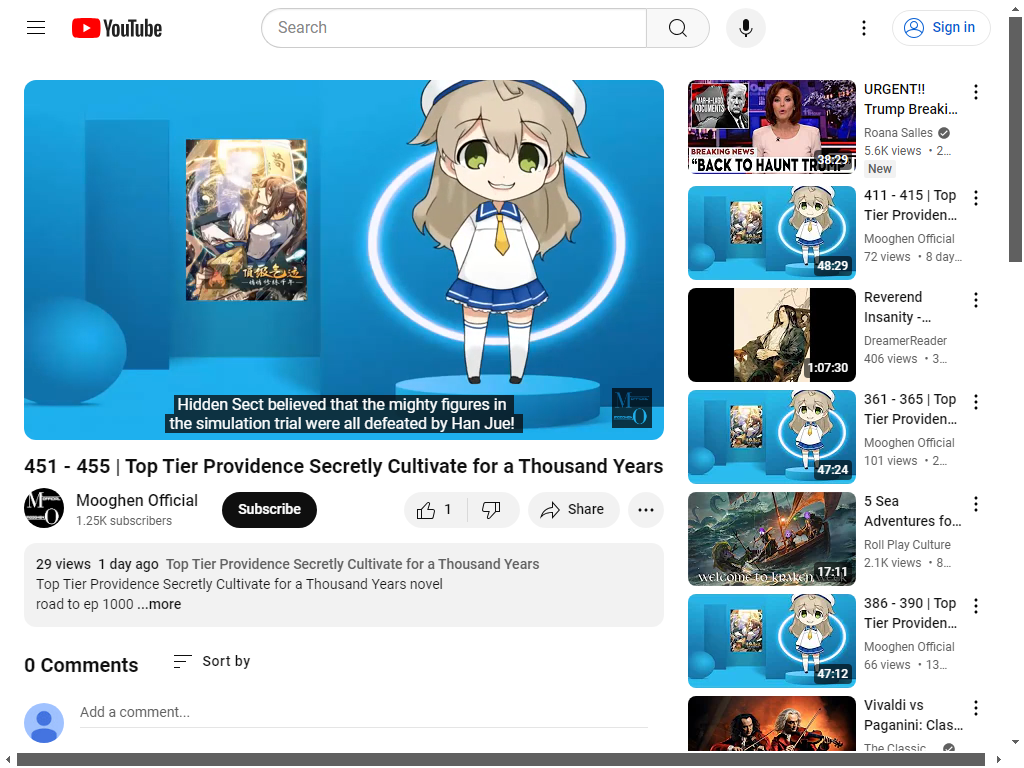 YouTube
Search
Sign in
Hidden Sect believed that the mighty figures in
the simulation trial were all defeated by Han Jue!
451 - 455 | Top Tier Providence Secretly Cultivate for a Thousand Years
Mooghen Official
1.25K subscribers
Subscribe
1
Share
29 views 1 day ago Top Tier Providence Secretly Cultivate for a Thousand Years
Top Tier Providence Secretly Cultivate for a Thousand Years novel
road to ep 1000 ...more
0 Comments
Sort by
Add a comment...
MAR-A-LAGO
DOCUMENTS
BREAKING NEWS
"BACK TO HAUNT TRUMP
38:29
URGENT!!
Trump Breaki...
Roana Salles
5.6K views • 2...
New
48:29
411 - 415 | Top
Tier Providen...
Mooghen Official
72 views • 8 day...
1:07:30
Reverend
Insanity -...
DreamerReader
406 views • 3...
47:24
361 - 365 | Top
Tier Providen...
Mooghen Official
101 views • 2...
welcome to kraken week
17:11
5 Sea
Adventures fo...
Roll Play Culture
2.1K views • 8...
47:12
386 - 390 | Top
Tier Providen...
Mooghen Official
66 views • 13...
Vivaldi vs
Paganini: Clas...
The Classic...